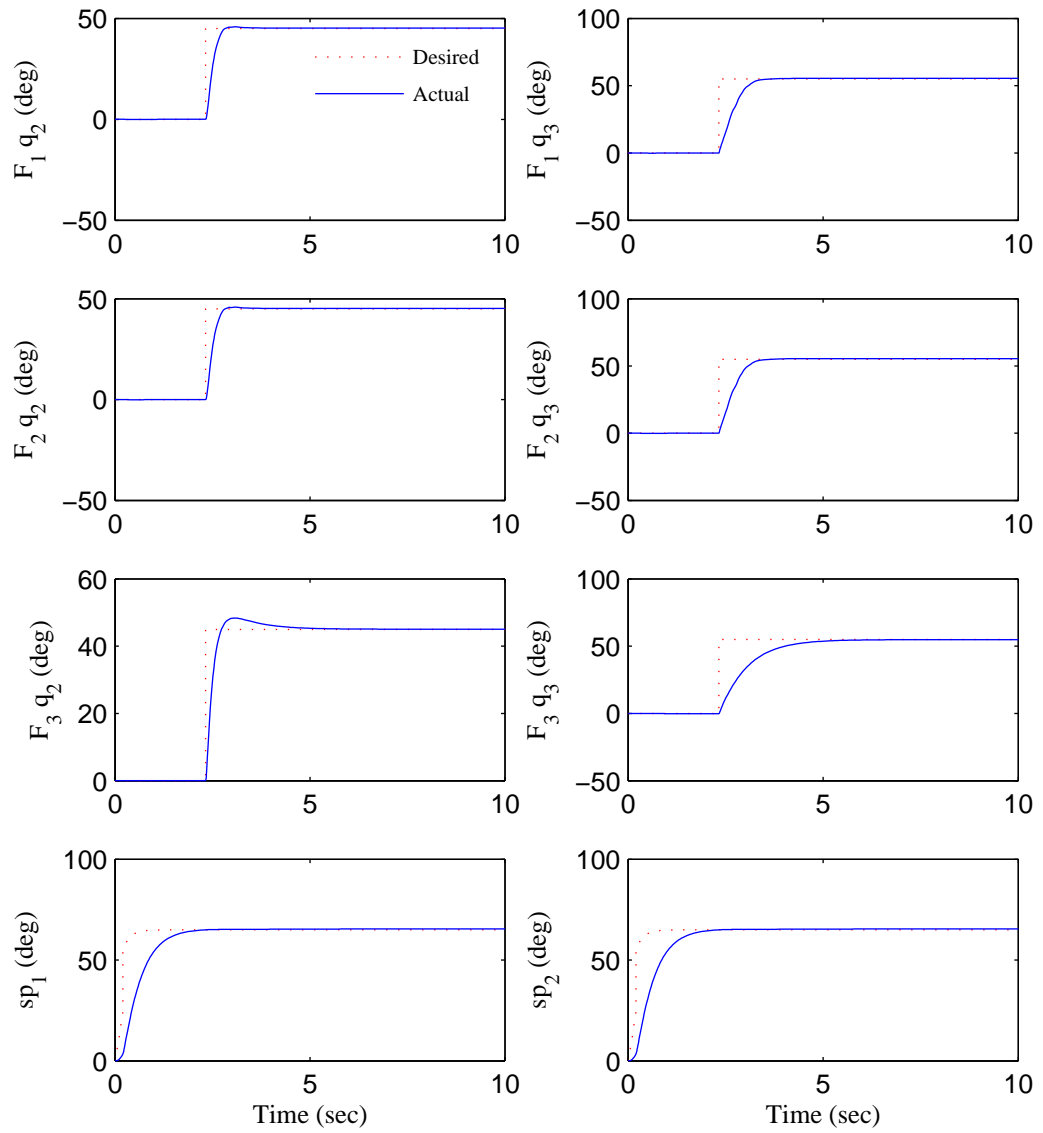 50
0
−50
F1 q2 (deg)
0 5 10
Desired
Actual
100
50
0
−50
F1 q3 (deg)
0 5 10
50
0
−50
F2 q2 (deg)
0 5 10
100
50
0
−50
F2 q3 (deg)
0 5 10
60
40
20
0
F3 q2 (deg)
0 5 10
100
50
0
−50
F3 q3 (deg)
0 5 10
100
50
0
sp1 (deg)
0 5 10
Time (sec)
100
50
0
sp2 (deg)
0 5 10
Time (sec)